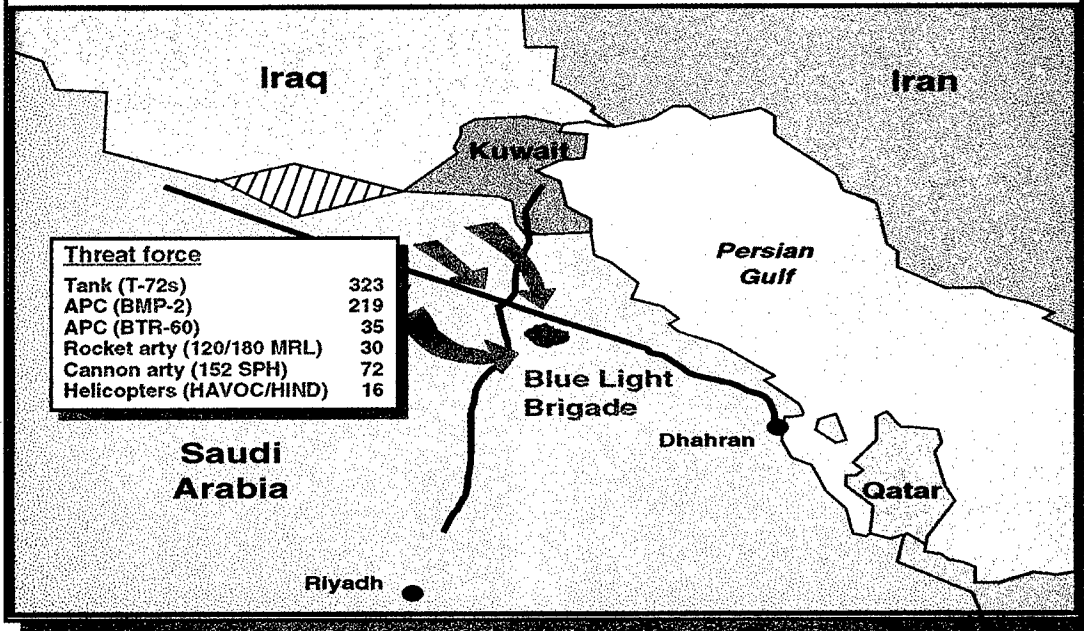 Iraq
Iran
Kuwait
Persian
Gulf
Threat force
Tank (T-72s) 323
APC (BMP-2) 219
APC (BTR-60) 35
Rocket arty (120/180 MRL) 30
Cannon arty (152 SPH) 72
Helicopters (HAVOC/HIND) 16
Blue Light
Brigade
Dhahran
Saudi
Arabia
Qatar
Riyadh